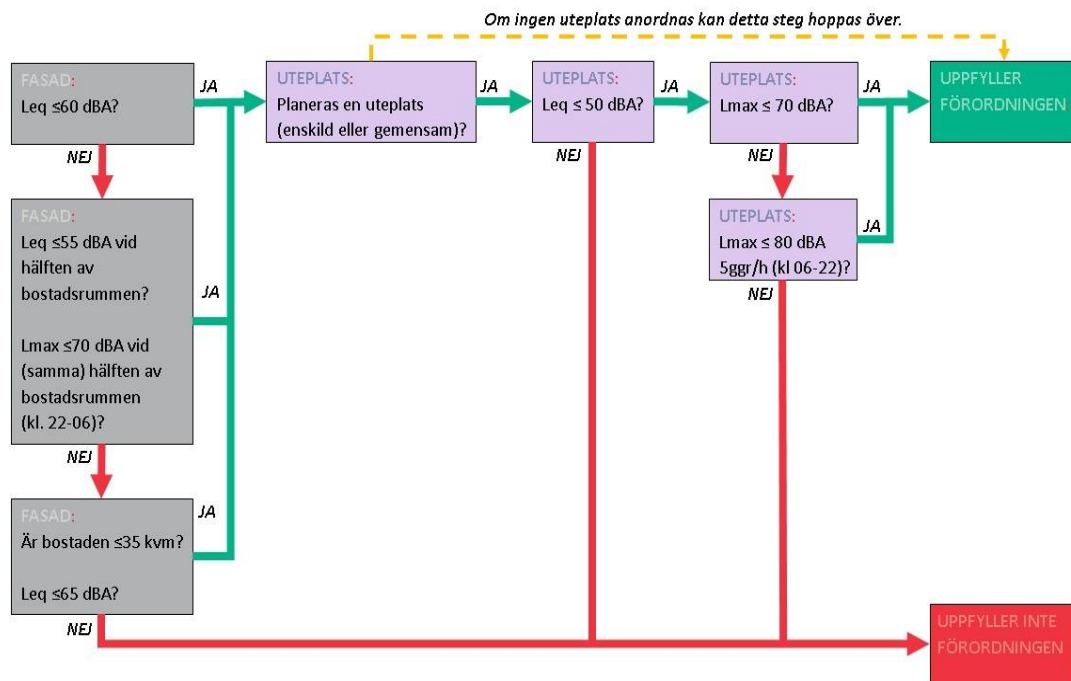 Om ingen uteplats anordnas kan detta steg hoppas över.
FASAD:
Leq ≤60 dBA?
JA
NEJ
UTEPLATS:
Planeras en uteplats
(enskild eller gemensam)?
JA
UTEPLATS:
Leq ≤ 50 dBA?
JA
NEJ
UTEPLATS:
Lmax ≤ 70 dBA?
JA
NEJ
UPPFYLLER
FÖRORDNINGEN
FASAD:
Leq ≤55 dBA vid
hälften av
bostadsrummen?
Lmax ≤70 dBA vid
(samma) hälften av
bostadsrummen
(kl. 22-06)?
JA
NEJ
UTEPLATS:
Lmax ≤ 80 dBA
5ggr/h (kl 06-22)?
JA
NEJ
FASAD:
Är bostaden ≤35 kvm?
Leq ≤65 dBA?
JA
NEJ
UPPFYLLER INTE
FÖRORDNINGEN